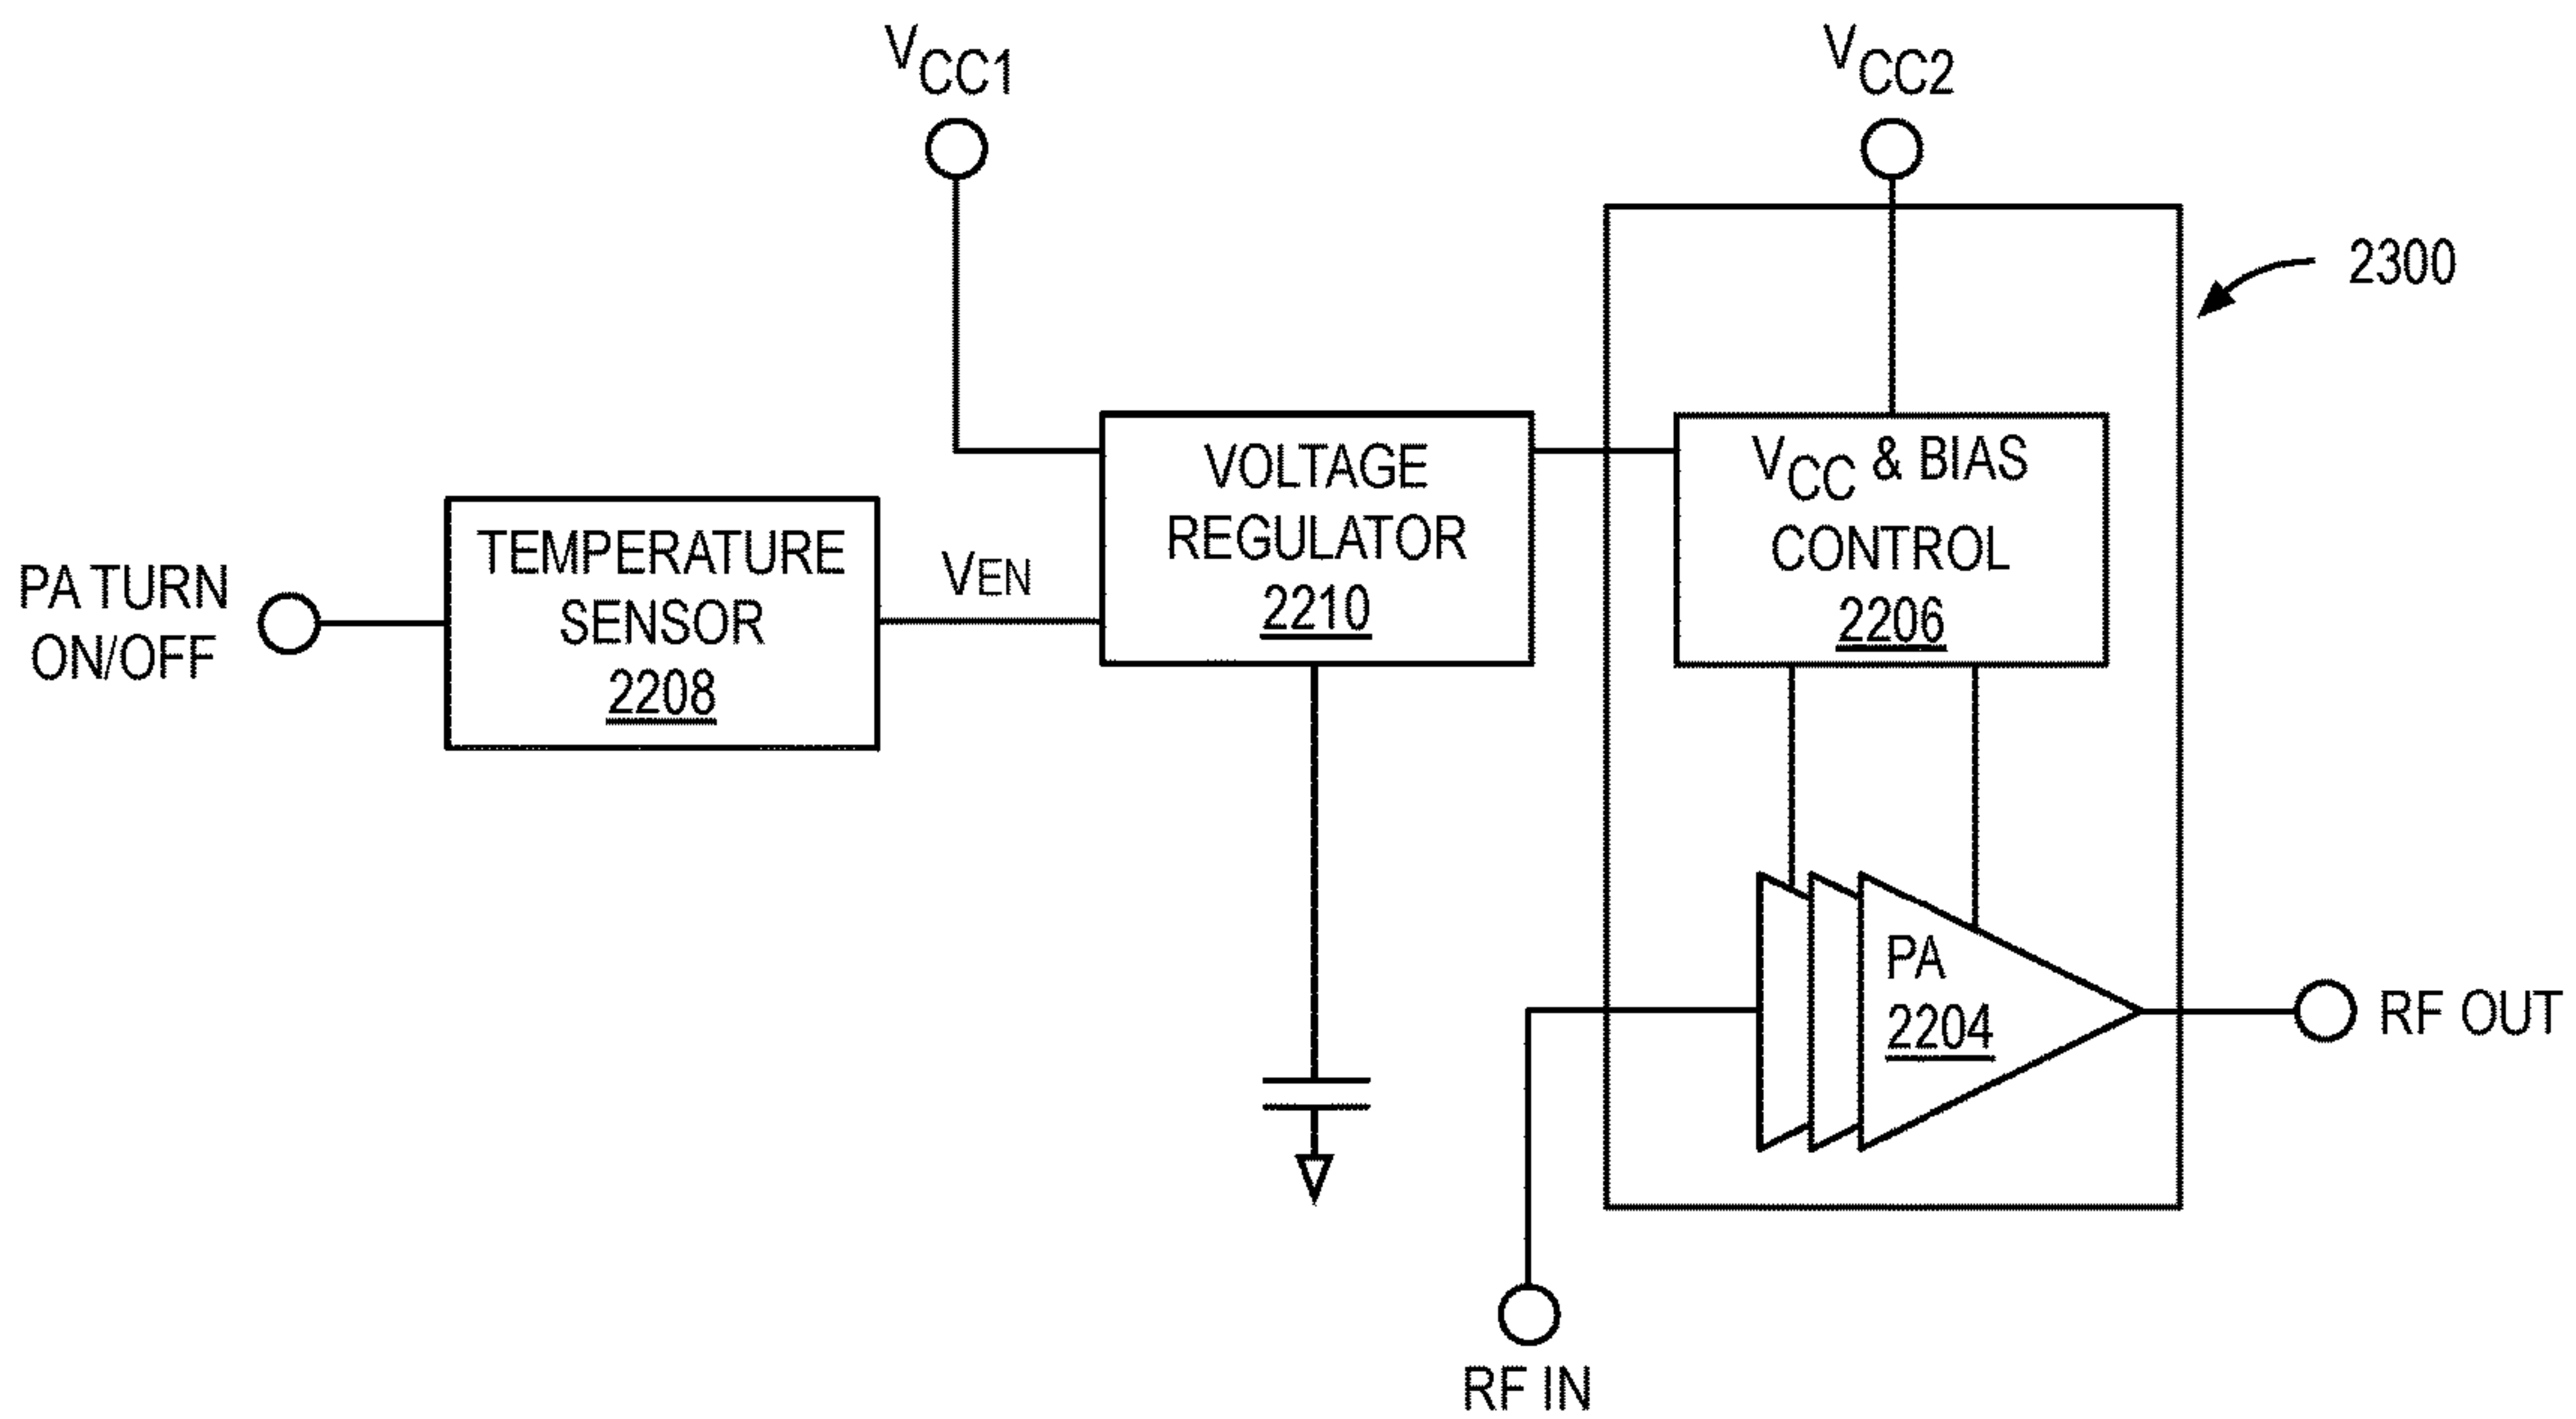 VCC1
VCC2
2300
VOLTAGE
REGULATOR
2210
VCC & BIAS
CONTROL
2206
PA TURN
ON/OFF
TEMPERATURE
SENSOR
2208
VEN
PA
2204
RF OUT
RF IN